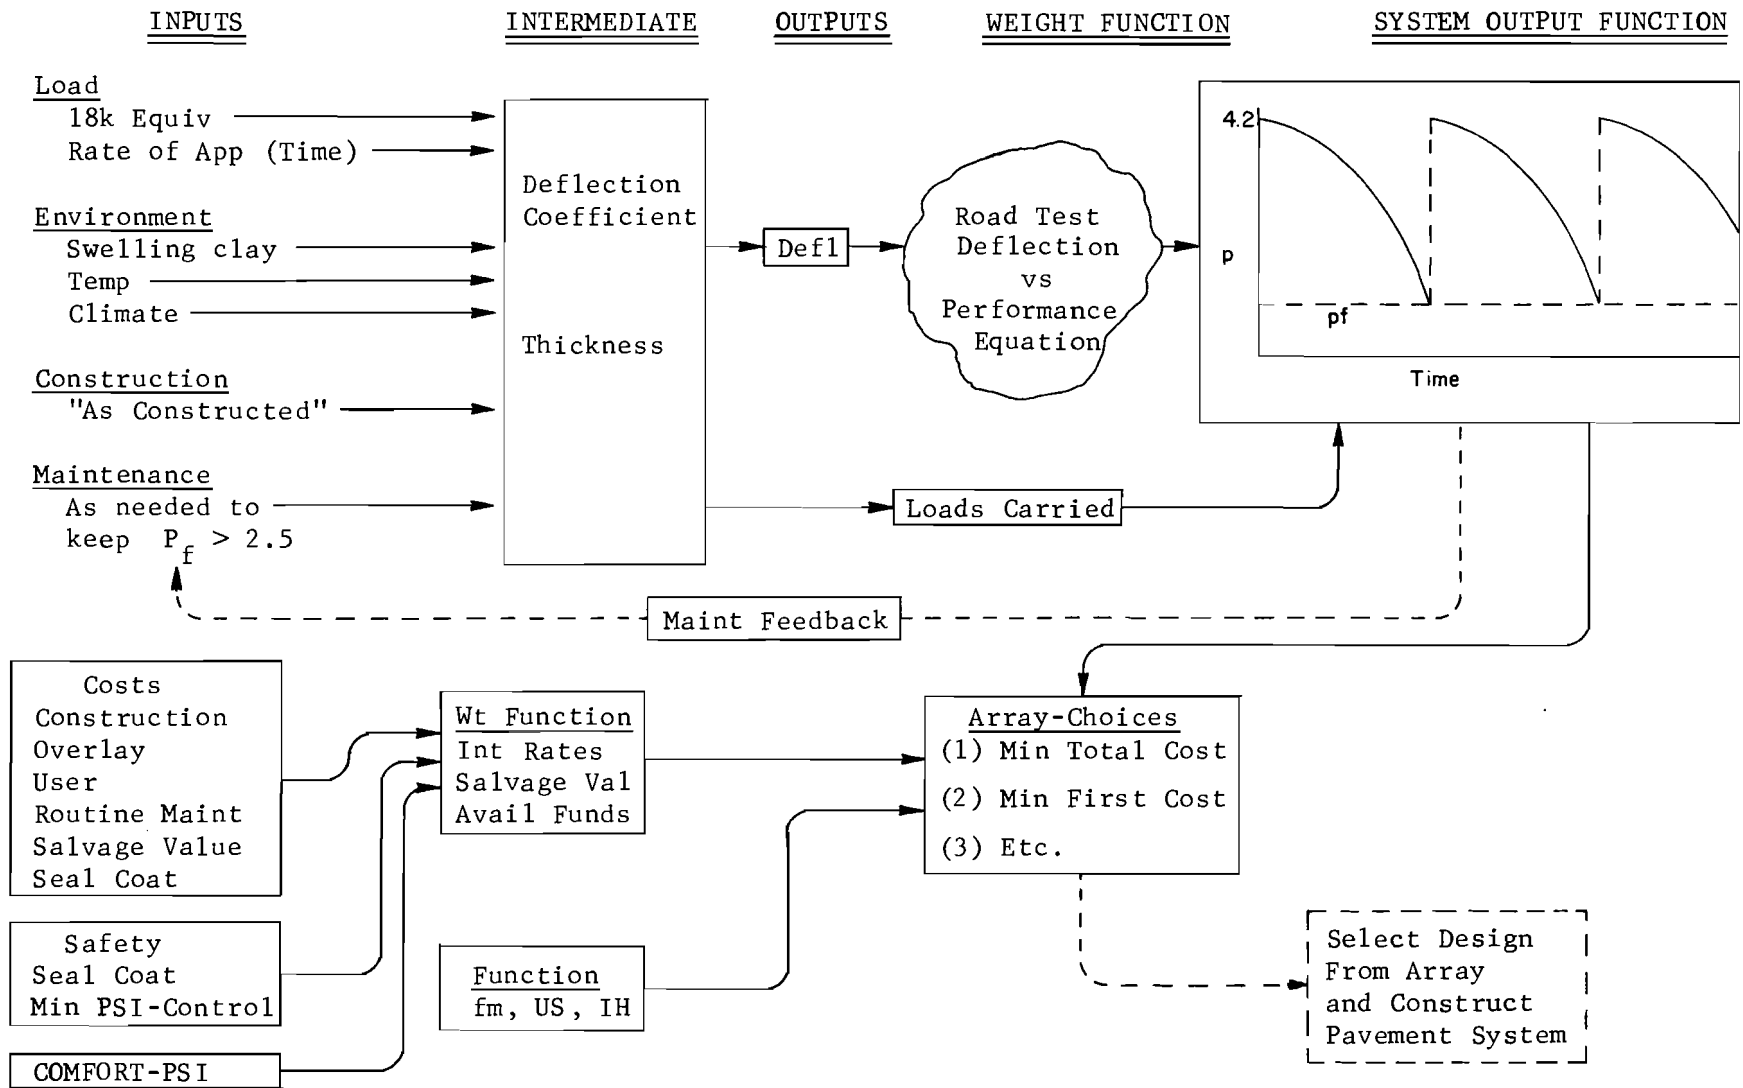 INPUTS
INTERMEDIATE
OUTPUTS
WEIGHT FUNCTION
SYSTEM OUTPUT FUNCTION
Load
18k Equiv
Rate of App (Time)
Environment
Swelling clay
Temp
Climate
Construction
"As Constructed"
Maintenance
As needed to
keep Pf > 2.5
Deflection
Coefficient
Thickness
Defl
Road Test
Deflection
vs
Performance
Equation
4.2
p
pf
Time
Loads Carried
Maint Feedback
Costs
Construction
Overlay
User
Routine Maint
Salvage Value
Seal Coat
Safety
Seal Coat
Min PSI-Control
COMFORT-PSI
Wt Function
Int Rates
Salvage Val
Avail Funds
Function
fm, US, IH
Array-Choices
(1) Min Total Cost
(2) Min First Cost
(3) Etc.
Select Design
From Array
and Construct
Pavement System